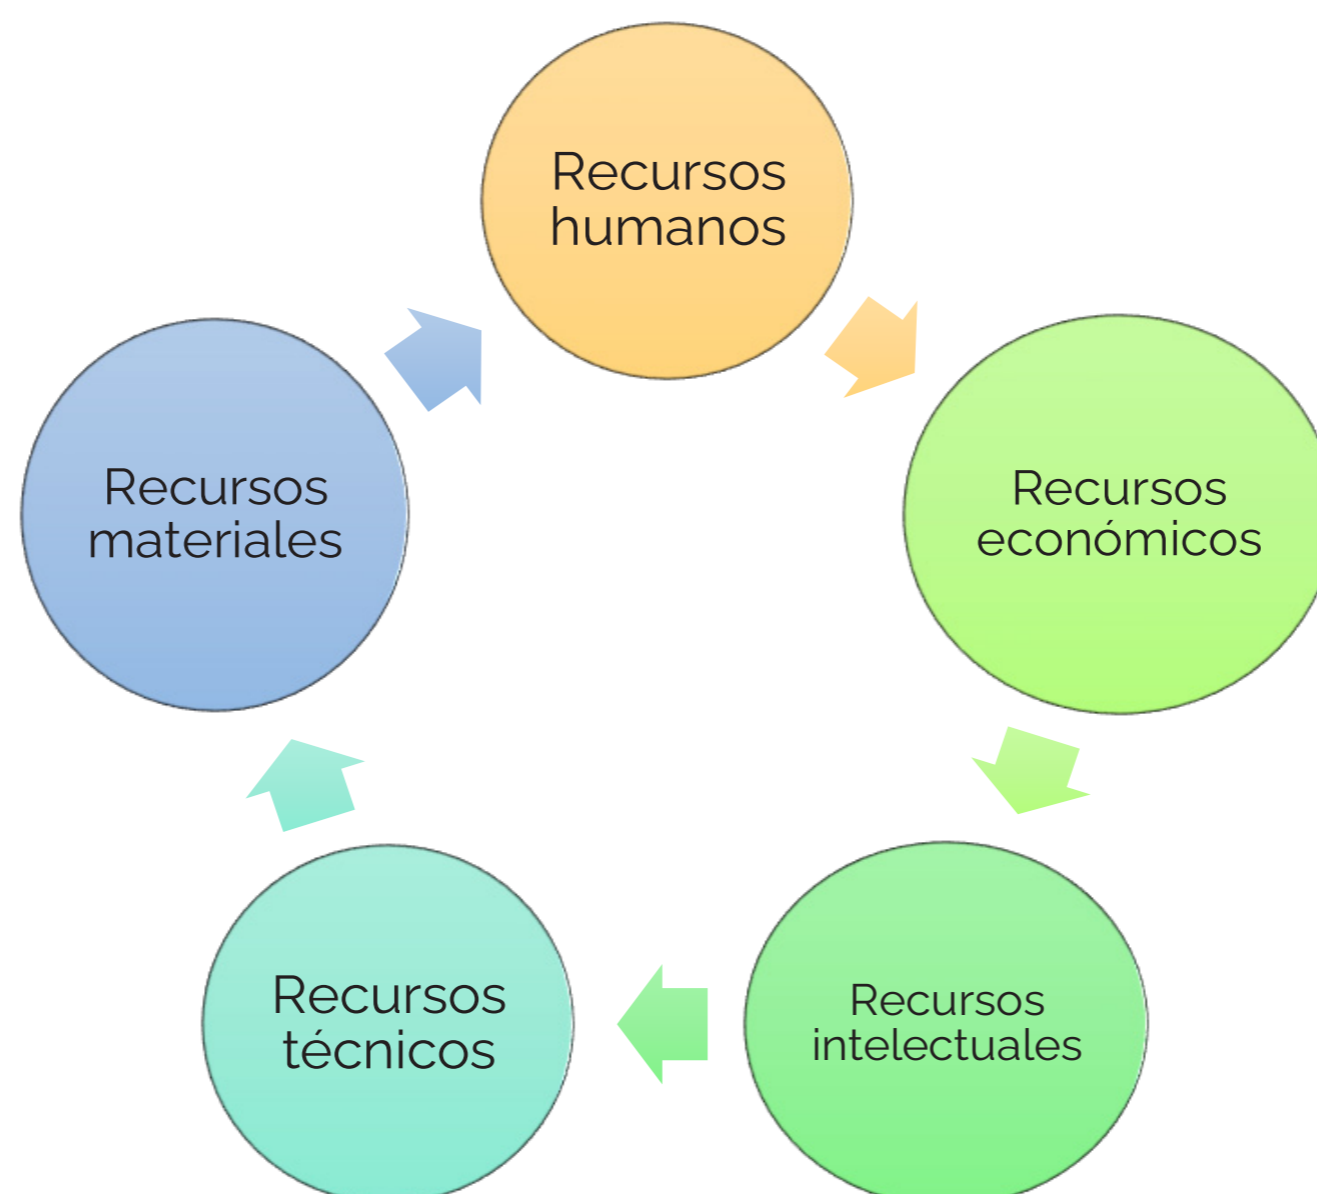 Recursos
humanos
Recursos
económicos
Recursos
intelectuales
Recursos
técnicos
Recursos
materiales